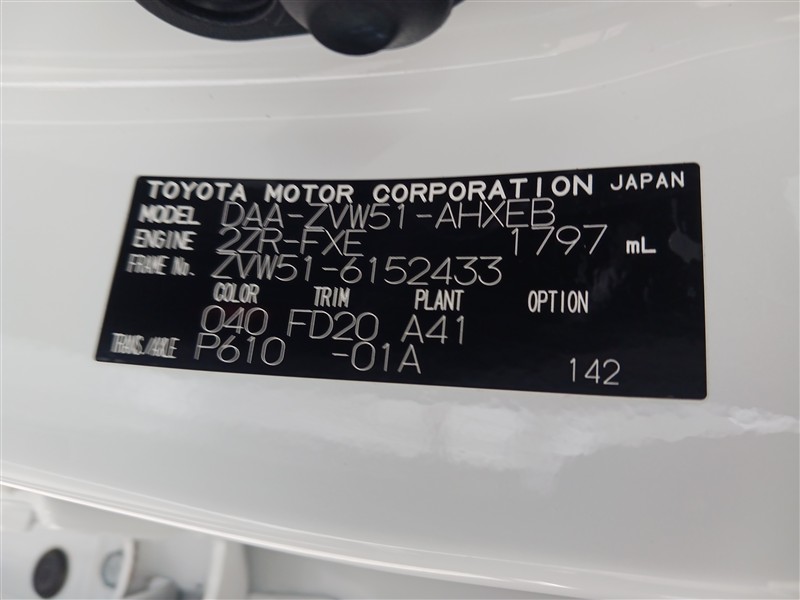 TOYOTA MOTOR CORPORATION JAPAN
MODEL DAA-ZVW51-AHXEB
ENGINE 2ZR-FXE 1797 mL
FRAME No. ZVW51-6152433
COLOR TRIM PLANT OPTION
040 FD20 A41
TRANS./AXLE P610 -01A 142